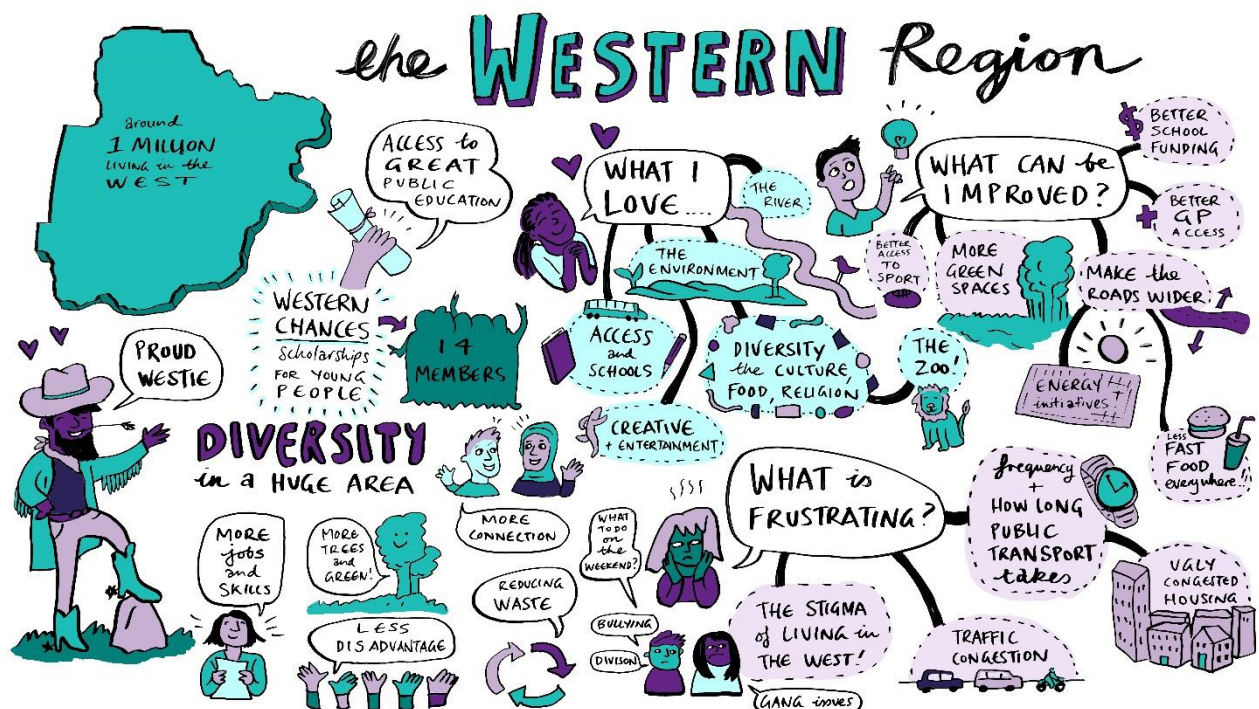 the WESTERN Region
around
1 MILLION
LIVING in the
WEST
ACCESS to
GREAT
PUBLIC
EDUCATION
WESTERN
CHANCES
Scholarships
FOR YOUNG
PEOPLE
14
MEMBERS
PROUD
WESTIE
DIVERSITY
in a HUGE AREA
MORE
jobs
and
SKILLS
MORE
TREES
and
GREEN!
LESS
DISADVANTAGE
MORE
CONNECTION
REDUCING
WASTE
WHAT I
LOVE....
THE
RIVER
THE
ENVIRONMENT
ACCESS
and
SCHOOLS
DIVERSITY
the CULTURE,
FOOD, RELIGION
THE
ZOO!
CREATIVE
+ ENTERTAINMENT
WHAT CAN be
IMPROVED?
$ BETTER
SCHOOL
FUNDING
+ BETTER
GP
ACCESS
BETTER
ACCESS
TO
SPORT
MORE
GREEN
SPACES
MAKE the
ROADS WIDER
ENERGY
initiatives
LESS
FAST
FOOD
everywhere!!
WHAT is
FRUSTRATING?
frequency
+
HOW LONG
PUBLIC
TRANSPORT
takes
UGLY
CONGESTED
HOUSING
TRAFFIC
CONGESTION
THE STIGMA
of LIVING in
THE WEST!
WHAT
TO DO
on the
WEEKEND?
BULLYING
DIVISON
GANG issues